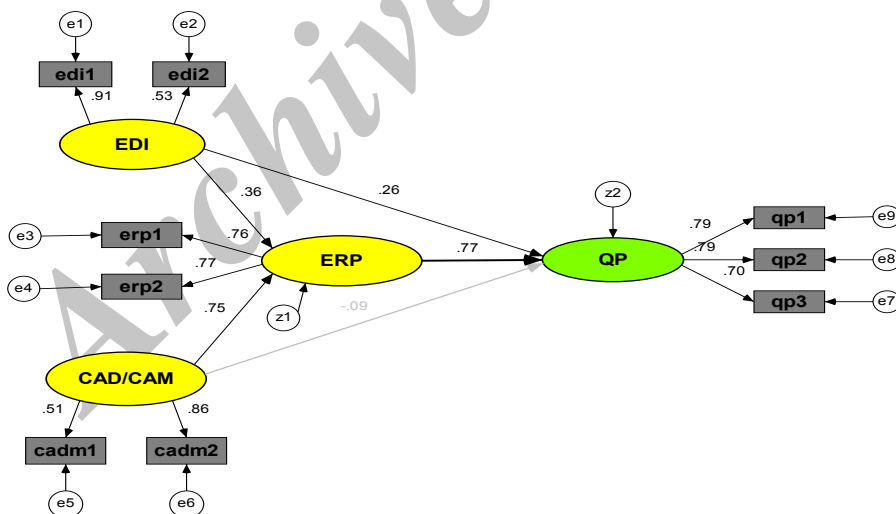 e1
e2
edi1
edi2
.91
.53
EDI
.36
.26
z2
e3
erp1
.76
.79
qp1
e9
ERP
.77
QP
.79
qp2
e8
e4
erp2
.77
.70
qp3
e7
z1
.75
-.09
CAD/CAM
.51
.86
cadm1
cadm2
e5
e6
Archive